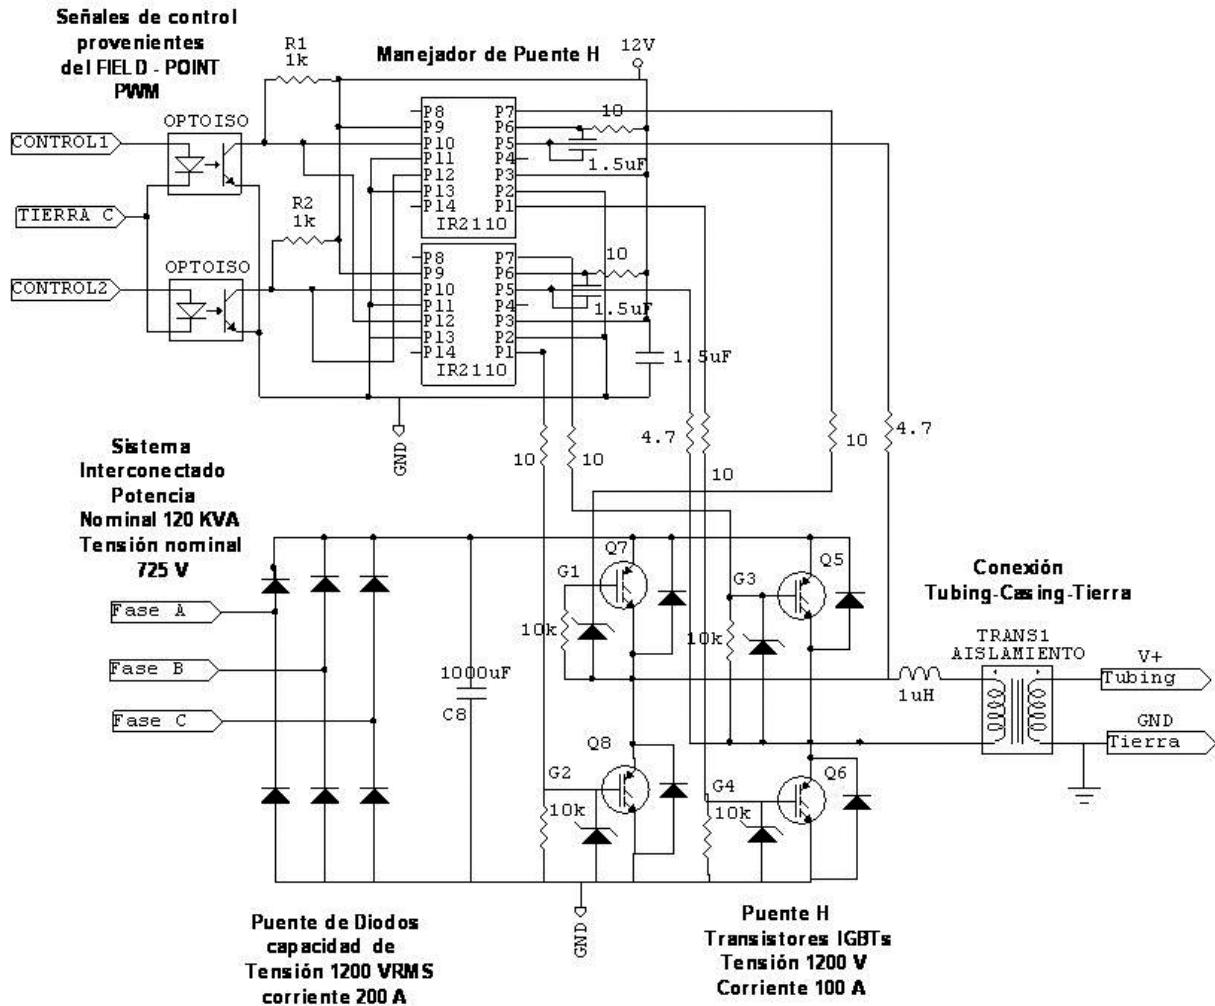 Señales de control
provenientes
del FIELD - POINT
PWM
R1
1k
Manejador de Puente H
12V
OPTOISO
CONTROL1
TIERRA C
R2
1k
OPTOISO
CONTROL2
P8
P9
P10
P11
P12
P13
P14
P7
P6
P5
P4
P3
P2
P1
IR2110
10
1.5uF
P8
P9
P10
P11
P12
P13
P14
P7
P6
P5
P4
P3
P2
P1
IR2110
10
1.5uF
1.5uF
GND
10
10
4.7
10
10
4.7
Sistema
Interconectado
Potencia
Nominal 120 KVA
Tensión nominal
725 V
Fase A
Fase B
Fase C
1000uF
C8
G1
Q7
10k
G3
Q5
10k
G2
Q8
10k
G4
Q6
10k
Conexión
Tubing-Casing-Tierra
TRANS1
AISLAMIENTO
1uH
V+
Tubing
GND
Tierra
GND
Puente de Diodos
capacidad de
Tensión 1200 VRMS
corriente 200 A
Puente H
Transistores IGBTs
Tensión 1200 V
Corriente 100 A